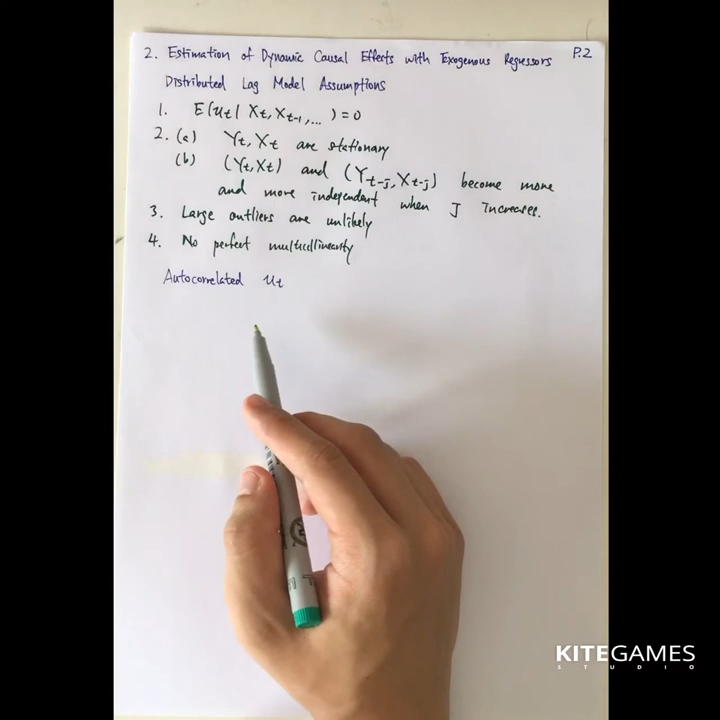 2. Estimation of Dynamic Causal Effects with Exogenous Regressors P.2
Distributed Lag Model Assumptions
1. E(ut | Xt, Xt-1, ... ) = 0
2. (a) Yt, Xt are stationary
(b) (Yt, Xt) and (Yt-j, Xt-j) become more
and more independent when J increases.
3. Large outliers are unlikely
4. No perfect multicollinearity
Autocorrelated ut
KITEGAMES
STUDIO